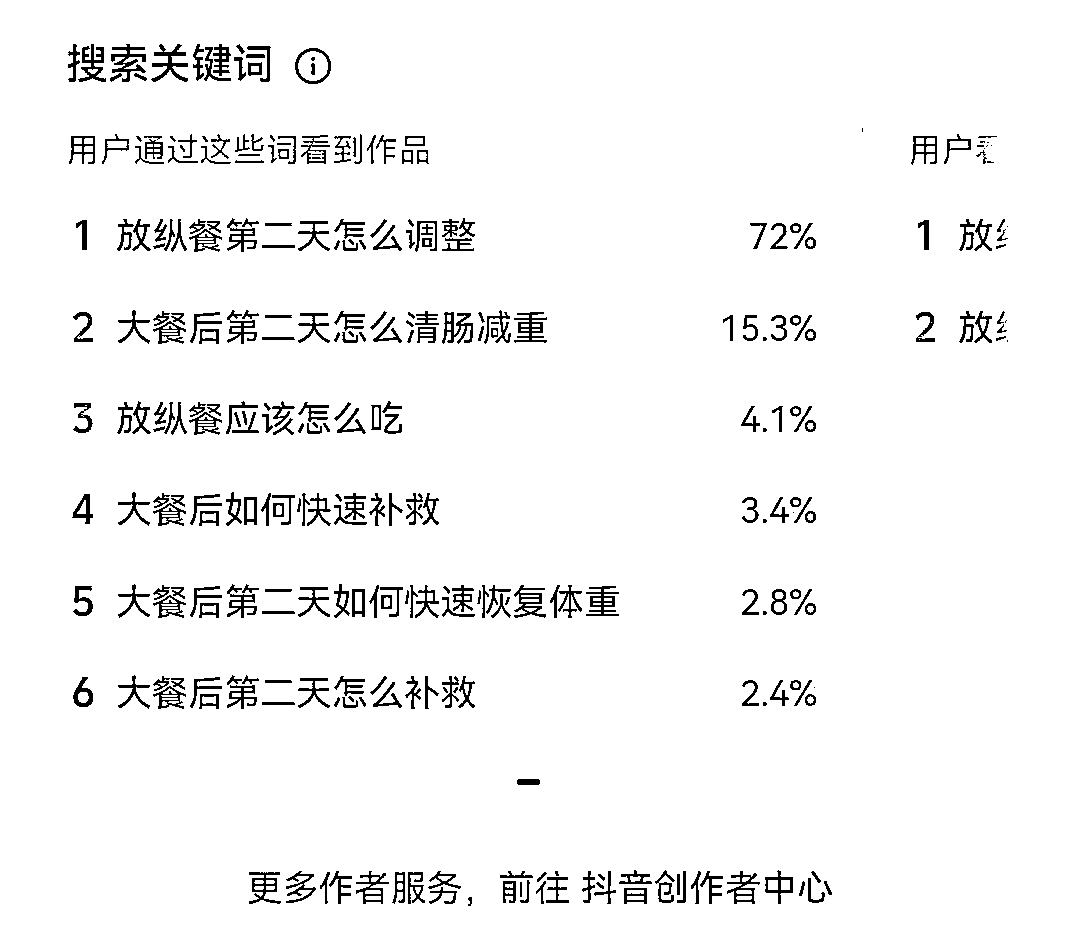 搜索关键词
用户通过这些词看到作品
用户看
1 放纵餐第二天怎么调整 72%
1 放
2 大餐后第二天怎么清肠减重 15.3%
2 放
3 放纵餐应该怎么吃 4.1%
4 大餐后如何快速补救 3.4%
5 大餐后第二天如何快速恢复体重 2.8%
6 大餐后第二天怎么补救 2.4%
更多作者服务，前往 抖音创作者中心